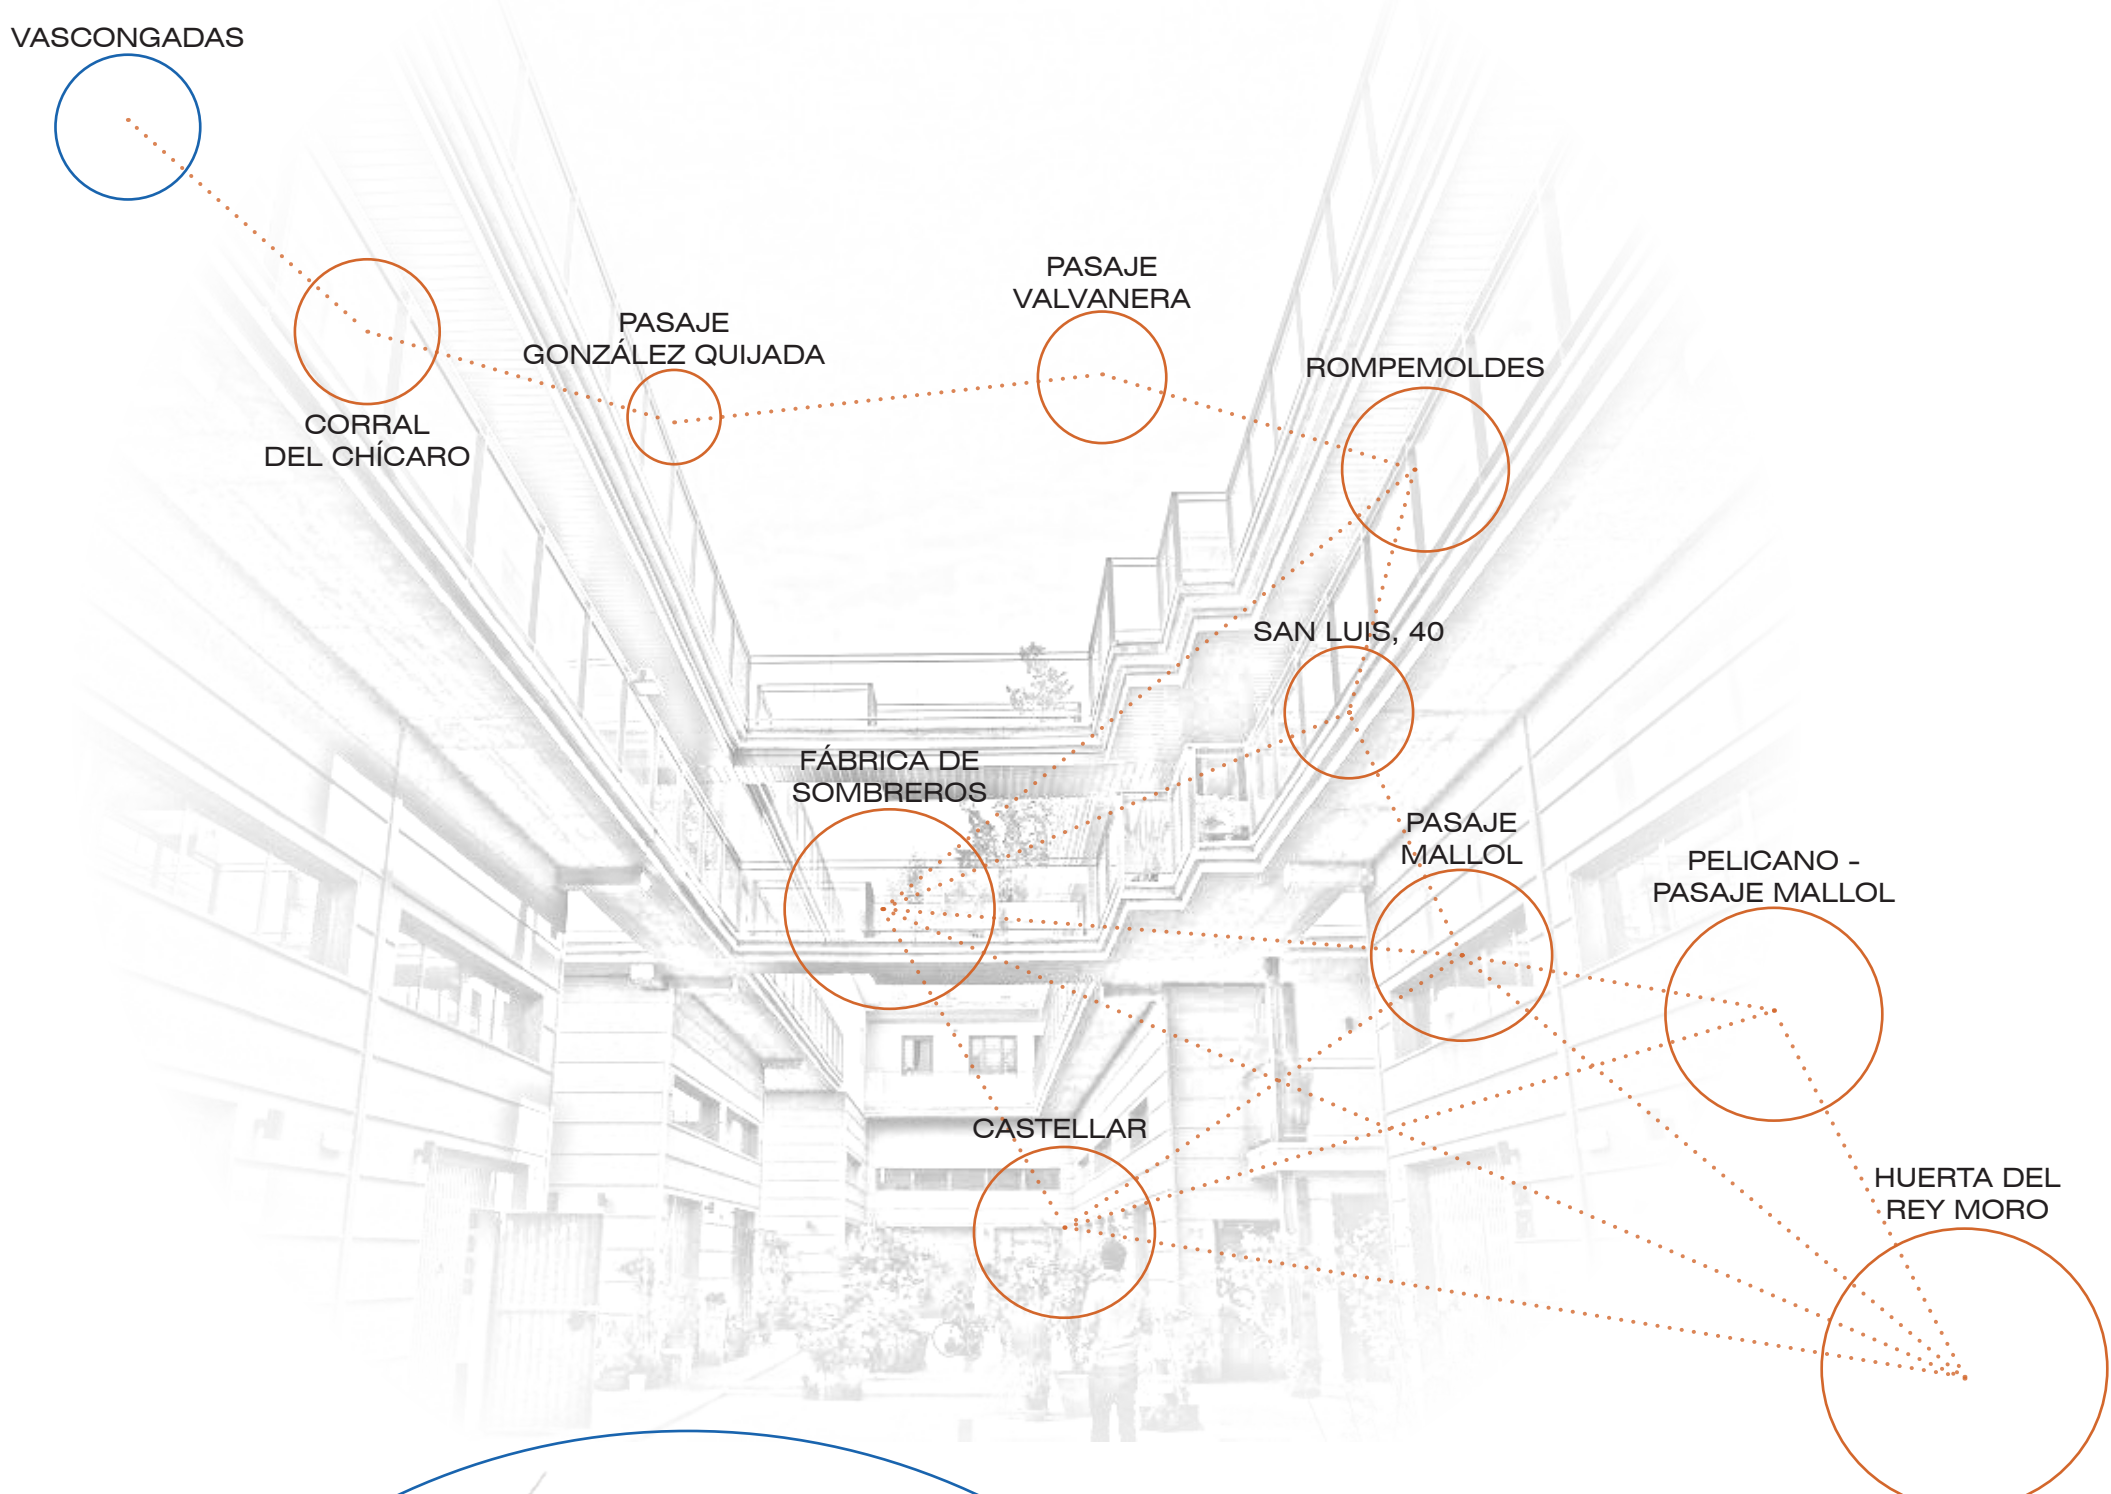 VASCONGADAS
CORRAL
DEL CHÍCARO
PASAJE
GONZÁLEZ QUIJADA
PASAJE
VALVANERA
ROMPEMOLDES
SAN LUIS, 40
FÁBRICA DE
SOMBREROS
PASAJE
MALLOL
PELICANO -
PASAJE MALLOL
CASTELLAR
HUERTA DEL
REY MORO